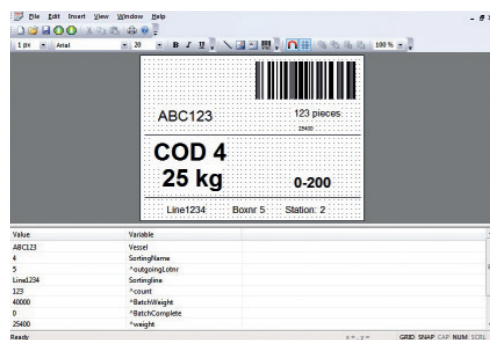 File Edit Insert View Window Help
1 px Arial 20 B I U 100 %
ABC123 123 pieces
25400
COD 4
25 kg 0-200
Line1234 Boxnr 5 Station: 2
Value Variable
ABC123 Vessel
4 SortingName
5 ^outgoingLotnr
Line1234 Sortingline
123 ^count
40000 ^BatchWeight
0 ^BatchComplete
25400 ^weight
Ready x = , y = GRID SNAP CAP NUM SCRL